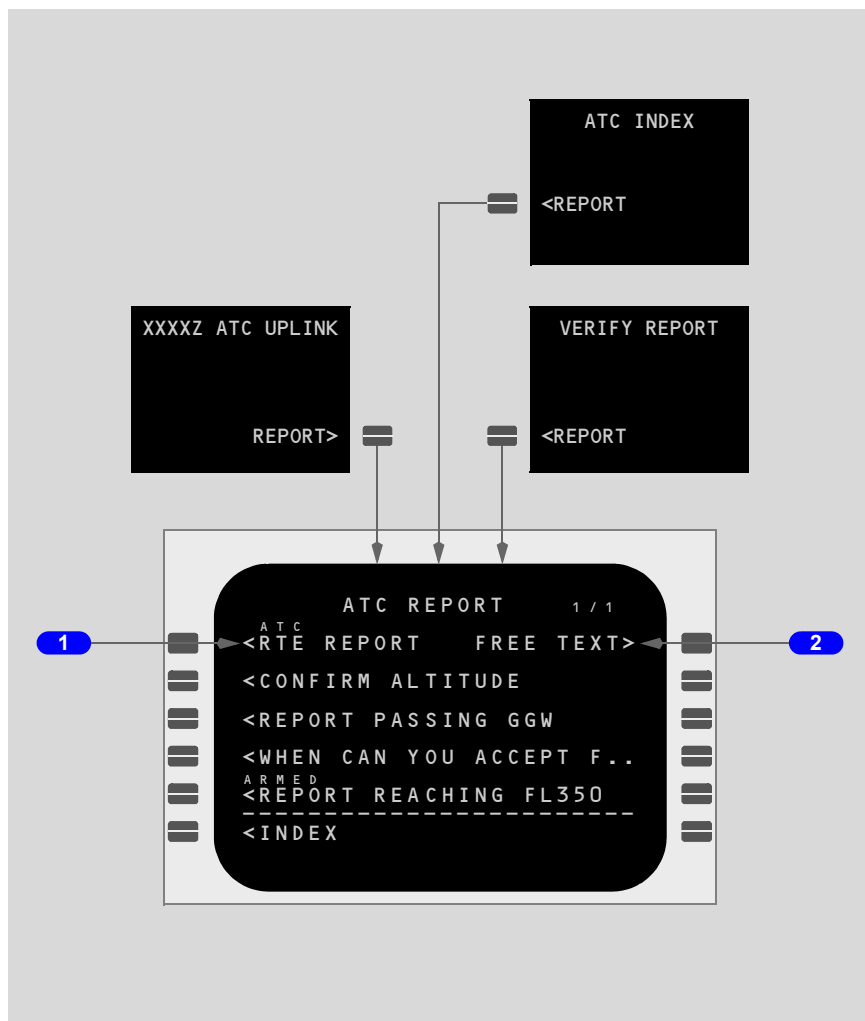 ATC INDEX
<REPORT
XXXXZ ATC UPLINK
REPORT>
VERIFY REPORT
<REPORT
ATC REPORT 1/1
ATC
<RTE REPORT FREE TEXT>
<CONFIRM ALTITUDE
<REPORT PASSING GGW
<WHEN CAN YOU ACCEPT F..
ARMED
<REPORT REACHING FL350
------------------------
<INDEX
1
2